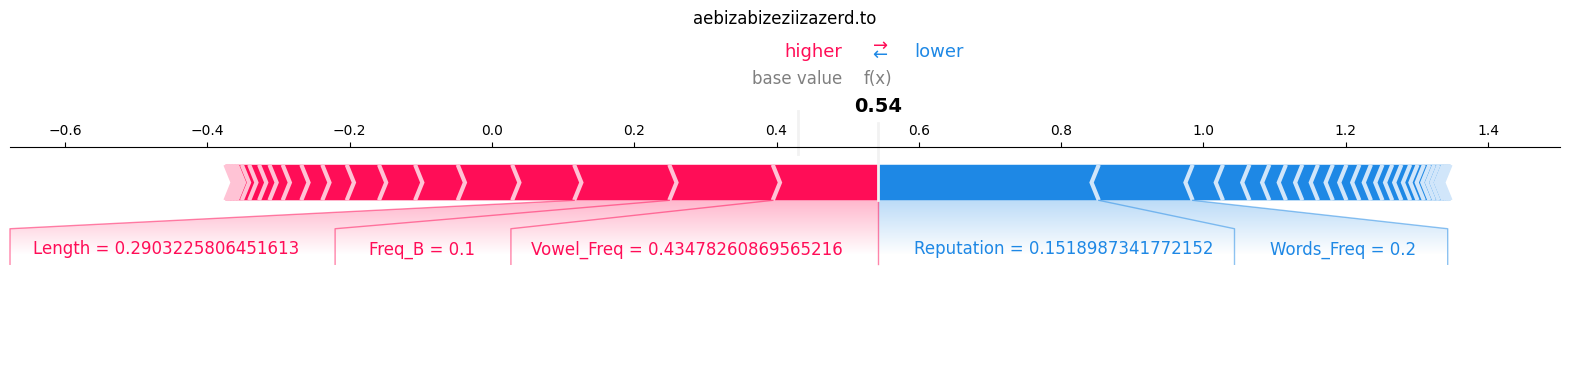 aebizabizeziizazerd.to
higher ⇄ lower
base value f(x)
0.54
−0.6 −0.4 −0.2 0.0 0.2 0.4 0.6 0.8 1.0 1.2 1.4
Length = 0.2903225806451613 Freq_B = 0.1 Vowel_Freq = 0.43478260869565216 Reputation = 0.1518987341772152 Words_Freq = 0.2